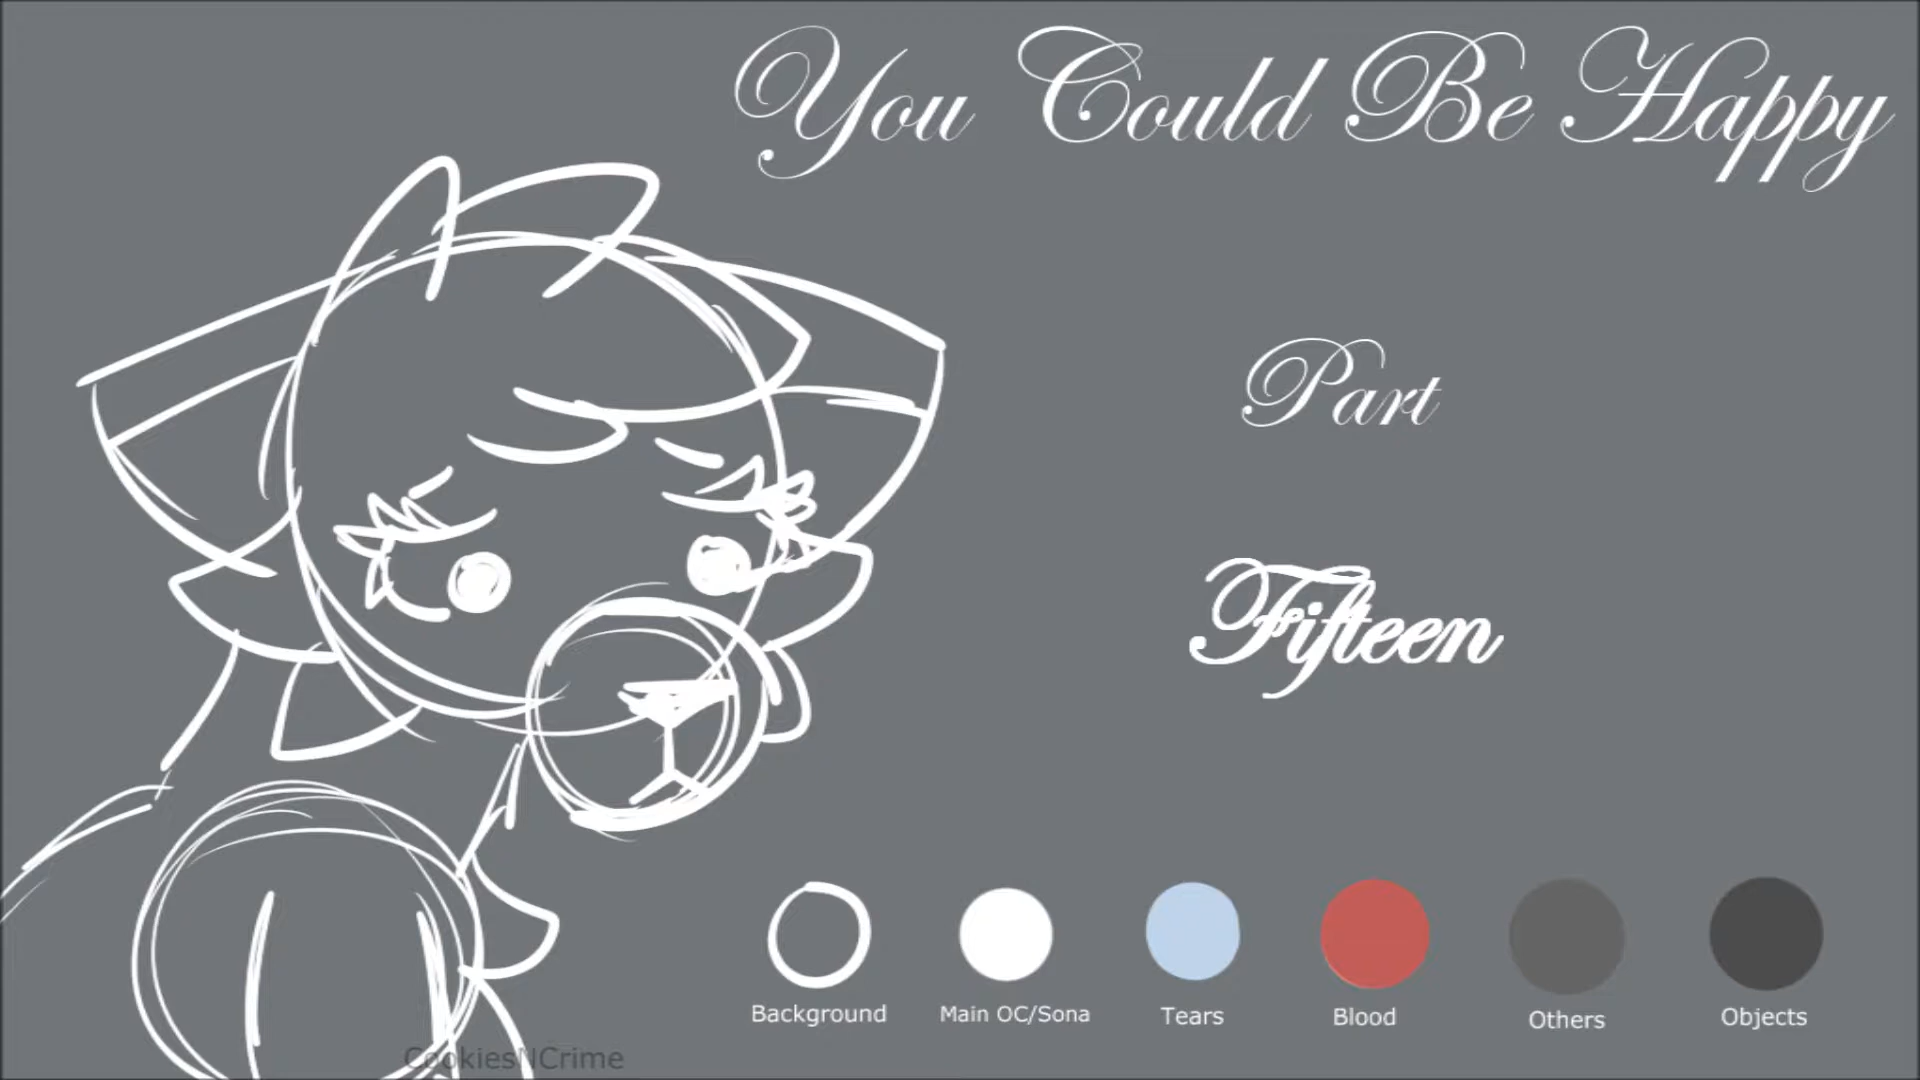 You Could Be Happy
Part
Fifteen
Background
Main OC/Sona
Tears
Blood
Others
Objects
CookiesNCrime